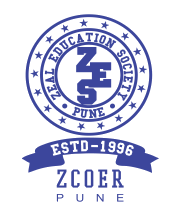 ZEAL EDUCATION SOCIETY
ZES
PUNE
ESTD-1996
ZCOER
PUNE